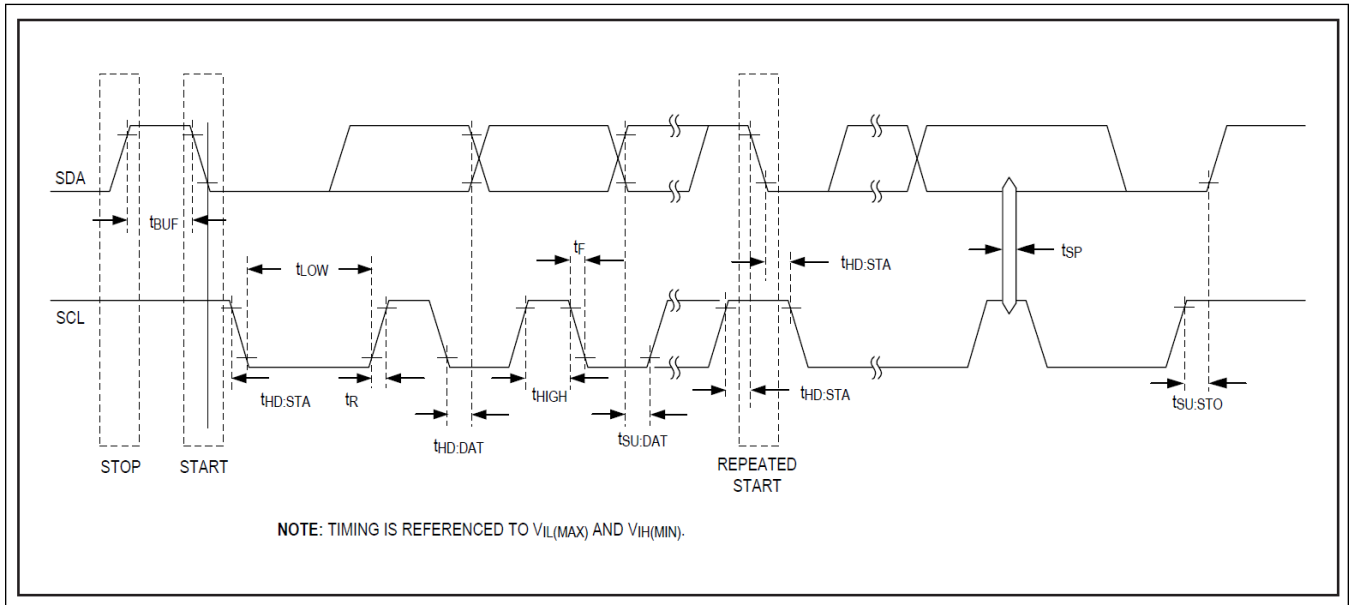 SDA
tBUF
tLOW
tF
tHD:STA
tSP
SCL
tHD:STA
tR
tHD:DAT
tHIGH
tSU:DAT
tHD:STA
tSU:STO
STOP
START
REPEATED
START
NOTE: TIMING IS REFERENCED TO VIL(MAX) AND VIH(MIN).